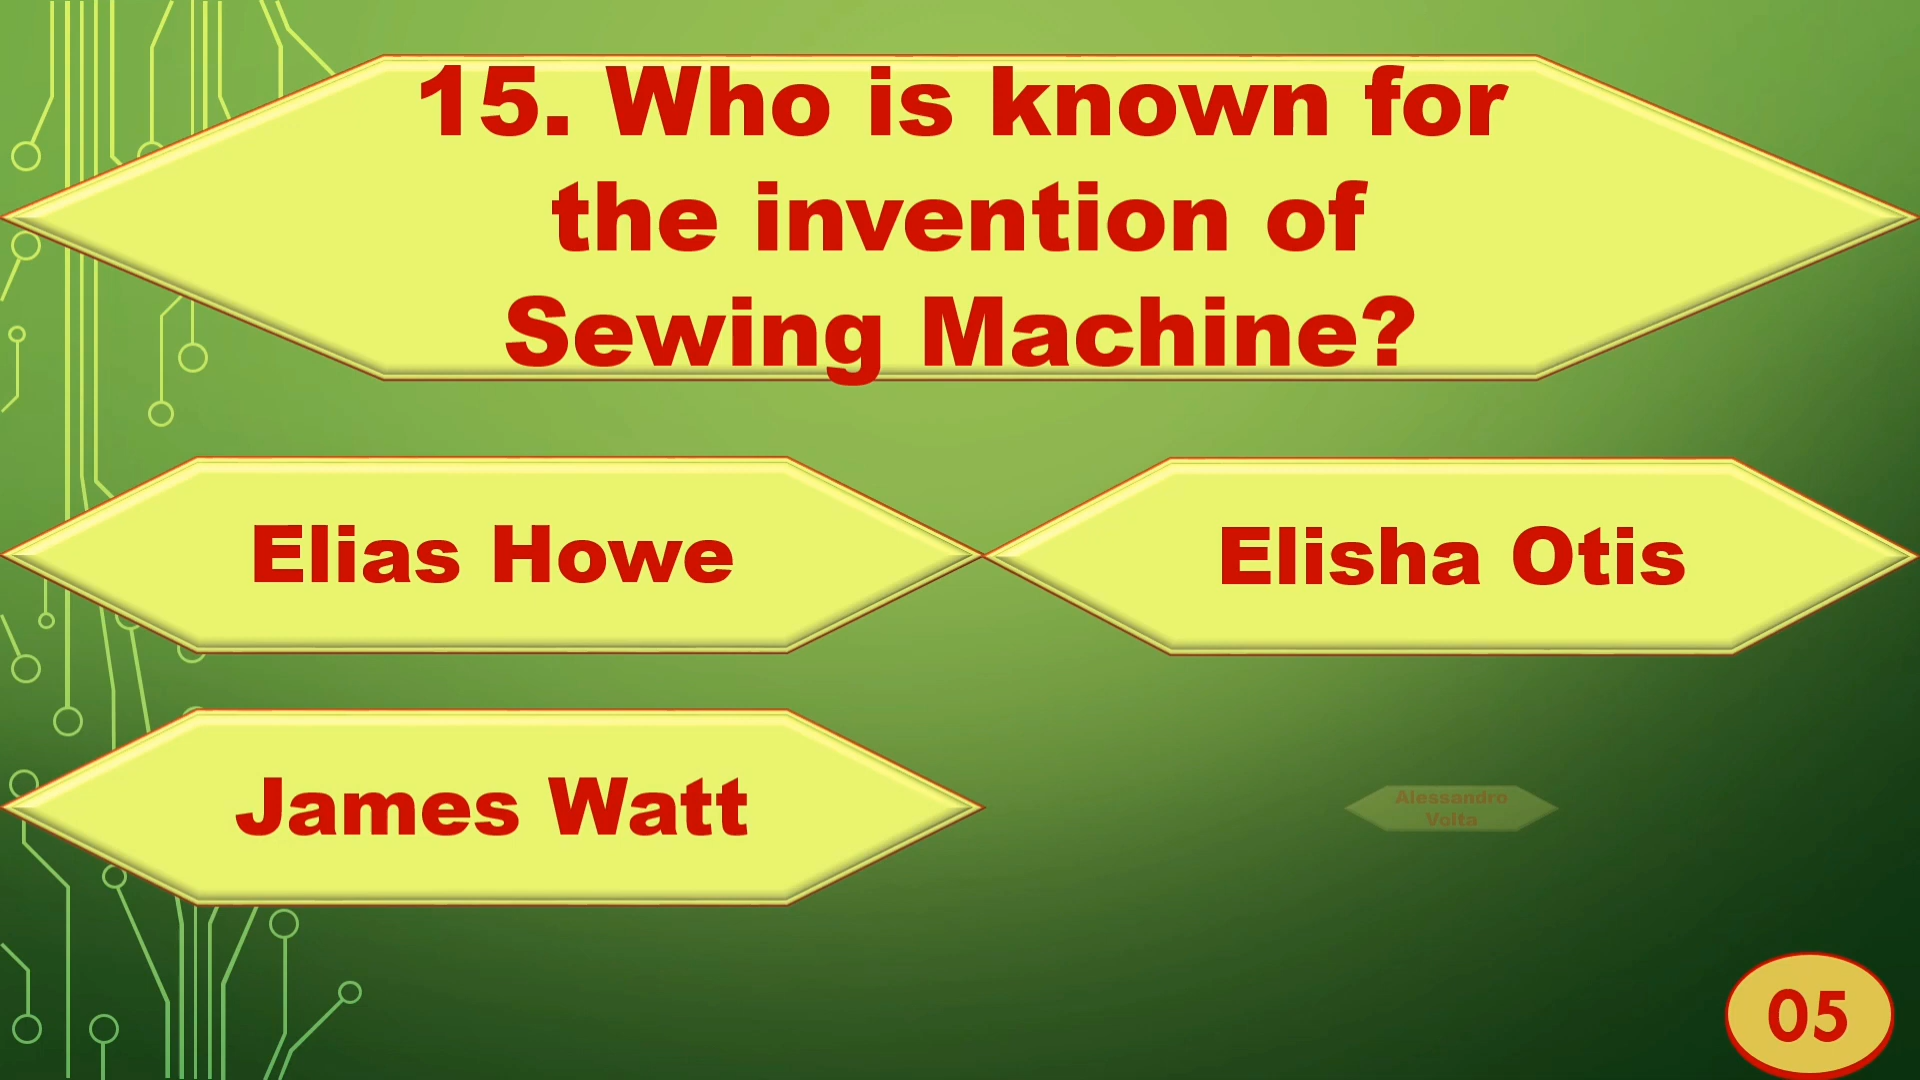 15. Who is known for
the invention of
Sewing Machine?
Elias Howe
Elisha Otis
James Watt
Alessandro
Volta
05